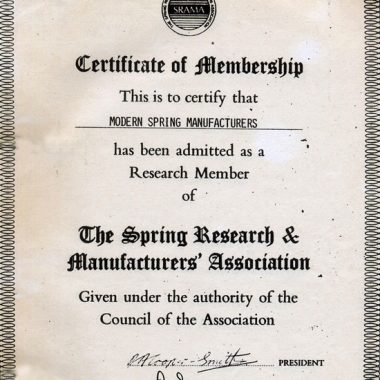 SRAMA
Certificate of Membership
This is to certify that
MODERN SPRING MANUFACTURERS
has been admitted as a
Research Member
of
The Spring Research &
Manufacturers' Association
Given under the authority of the
Council of the Association
PRESIDENT